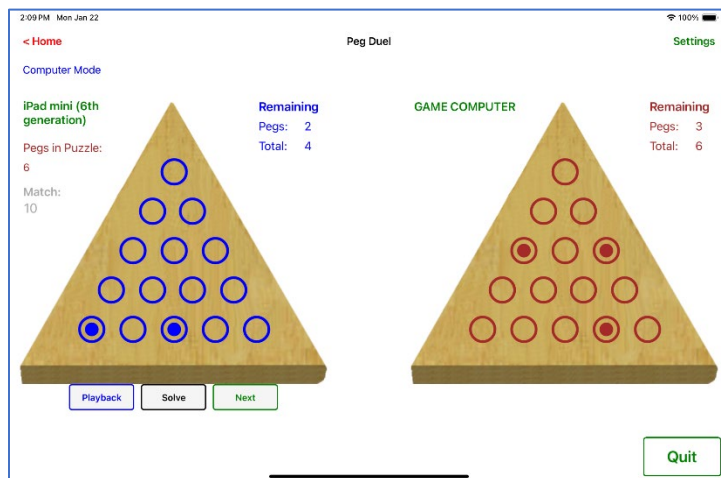 2:09 PM Mon Jan 22
100%
< Home
Peg Duel
Settings
Computer Mode
iPad mini (6th
generation)
Pegs in Puzzle:
6
Match:
10
Remaining
Pegs: 2
Total: 4
GAME COMPUTER
Remaining
Pegs: 3
Total: 6
Playback
Solve
Next
Quit